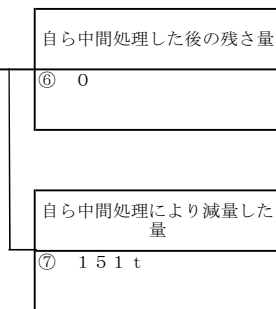 自ら中間処理した後の残さ量
⑥　０
自ら中間処理により減量した
量
⑦　１５１ｔ